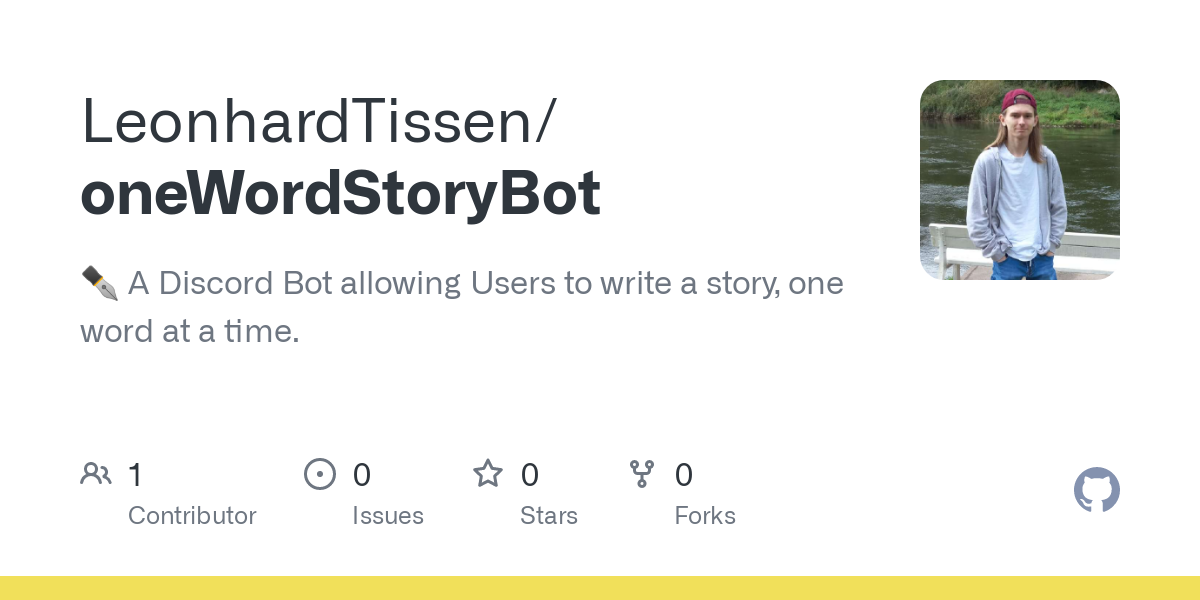 LeonhardTissen/
oneWordStoryBot
✒️ A Discord Bot allowing Users to write a story, one
word at a time.
1
Contributor
0
Issues
0
Stars
0
Forks